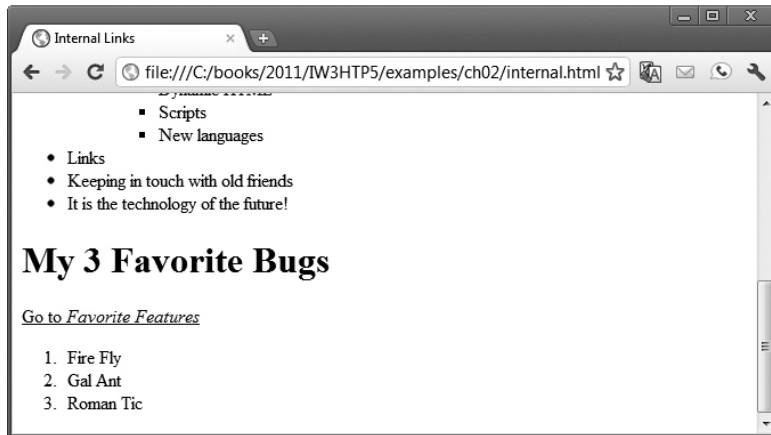 Internal Links
file:///C:/books/2011/IW3HTP5/examples/ch02/internal.html
Scripts
New languages
Links
Keeping in touch with old friends
It is the technology of the future!
My 3 Favorite Bugs
Go to Favorite Features
1. Fire Fly
2. Gal Ant
3. Roman Tic